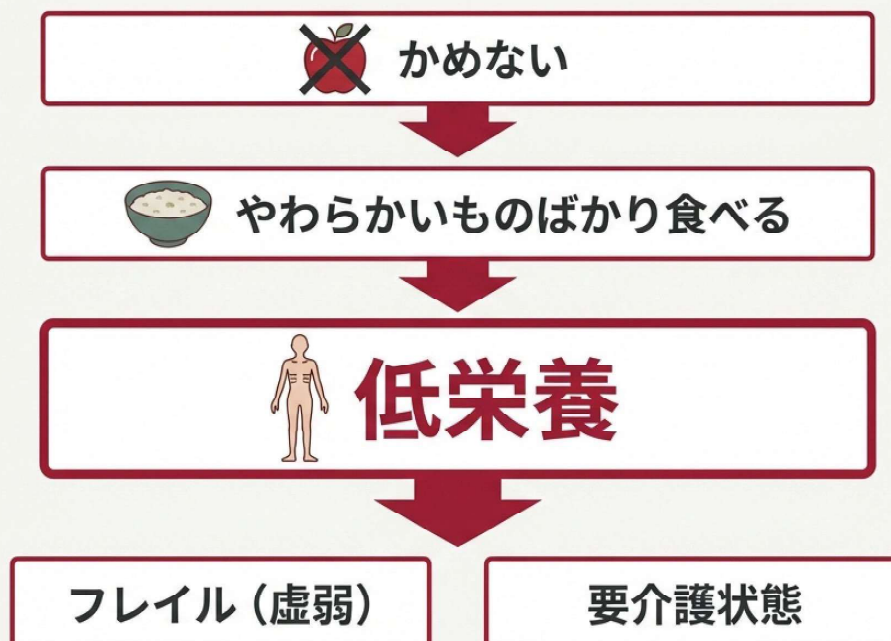 かめない
やわらかいものばかり食べる
低栄養
フレイル（虚弱）
要介護状態